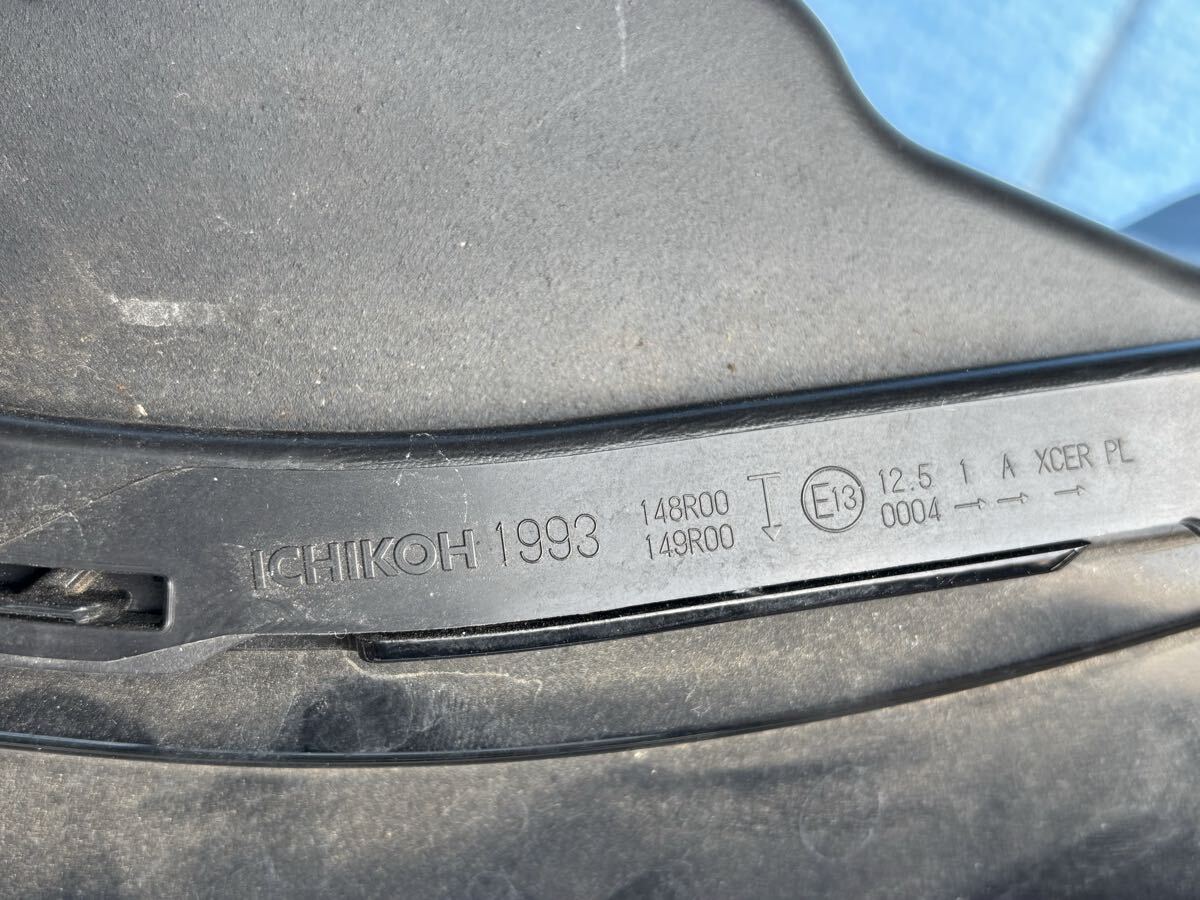 ICHIKOH 1993
148R00
149R00
E13
12.5 1 A XCER PL
0004 → → →